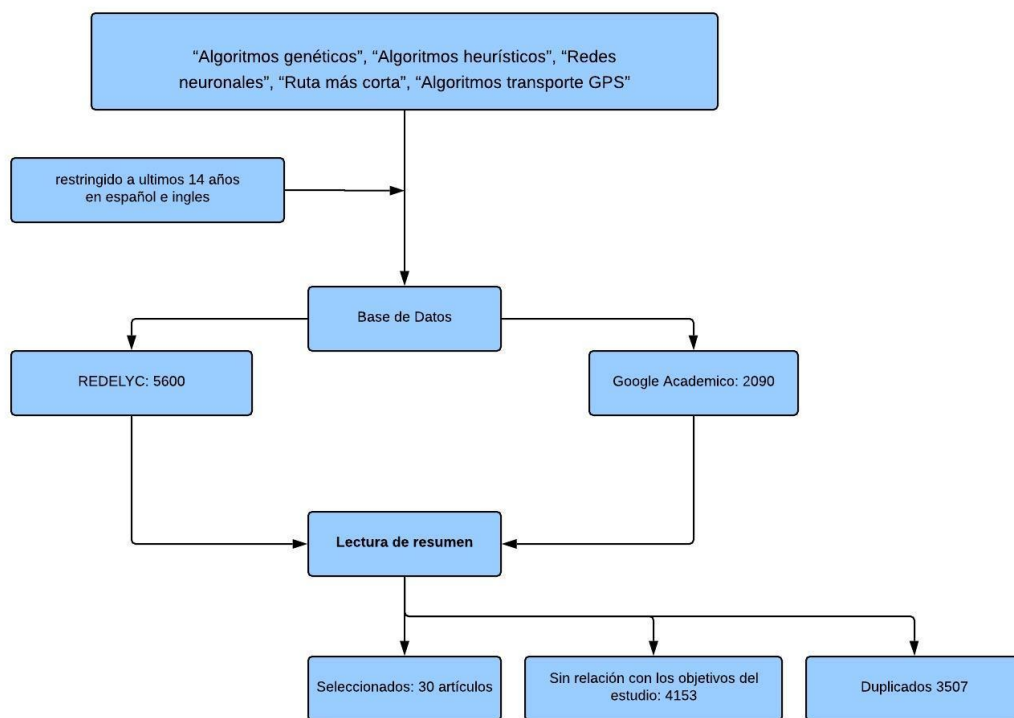 “Algoritmos genéticos”, “Algoritmos heurísticos”, “Redes
neuronales”, “Ruta más corta”, “Algoritmos transporte GPS”
restringido a ultimos 14 años
en español e ingles
Base de Datos
REDELYC: 5600
Google Academico: 2090
Lectura de resumen
Seleccionados: 30 artículos
Sin relación con los objetivos del
estudio: 4153
Duplicados 3507